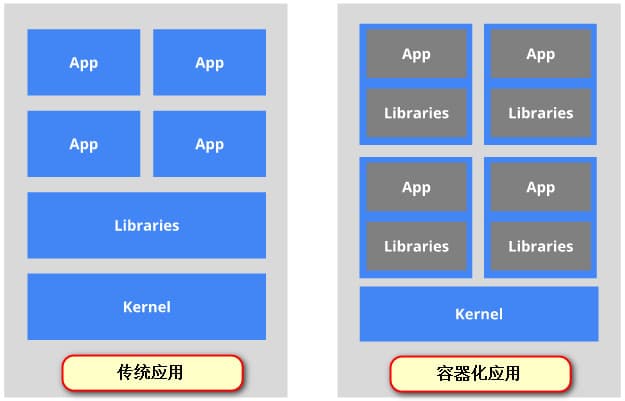 App App
App App
Libraries
Kernel
传统应用
App App
Libraries Libraries
App App
Libraries Libraries
Kernel
容器化应用